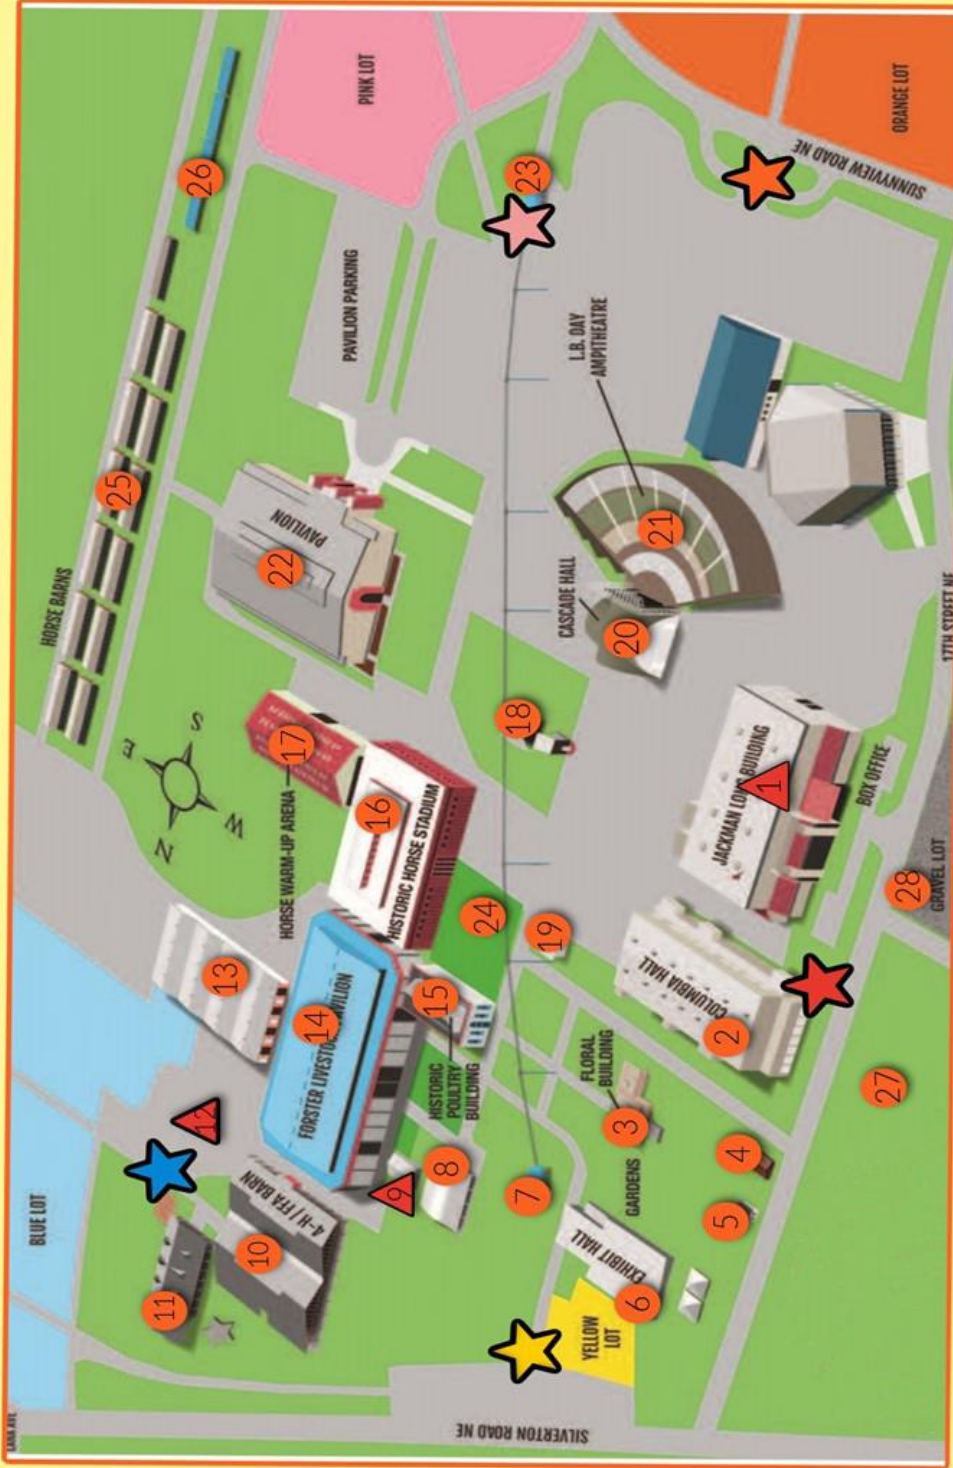 LANA AVE
BLUE LOT
HORSE BARNS
25
E
N
S
W
11
12
26
13
10
4-H / FFA BARN
22
PAVILION
17
HORSE WARM-UP ARENA
14
FORSTER LIVESTOCK PAVILION
PAVILION PARKING
PINK LOT
16
HISTORIC HORSE STADIUM
9
8
15
HISTORIC
POULTRY
BUILDING
24
SILVERTON ROAD NE
7
19
18
23
CASCADE HALL
L.B. DAY
AMPITHEATRE
YELLOW
LOT
EXHIBIT HALL
6
GARDENS
3
FLORAL
BUILDING
20
21
5
4
2
COLUMBIA HALL
JACKMAN LONG BUILDING
1
BOX OFFICE
SUNNYVIEW ROAD NE
ORANGE LOT
27
28
GRAVEL LOT
17TH STREET NE